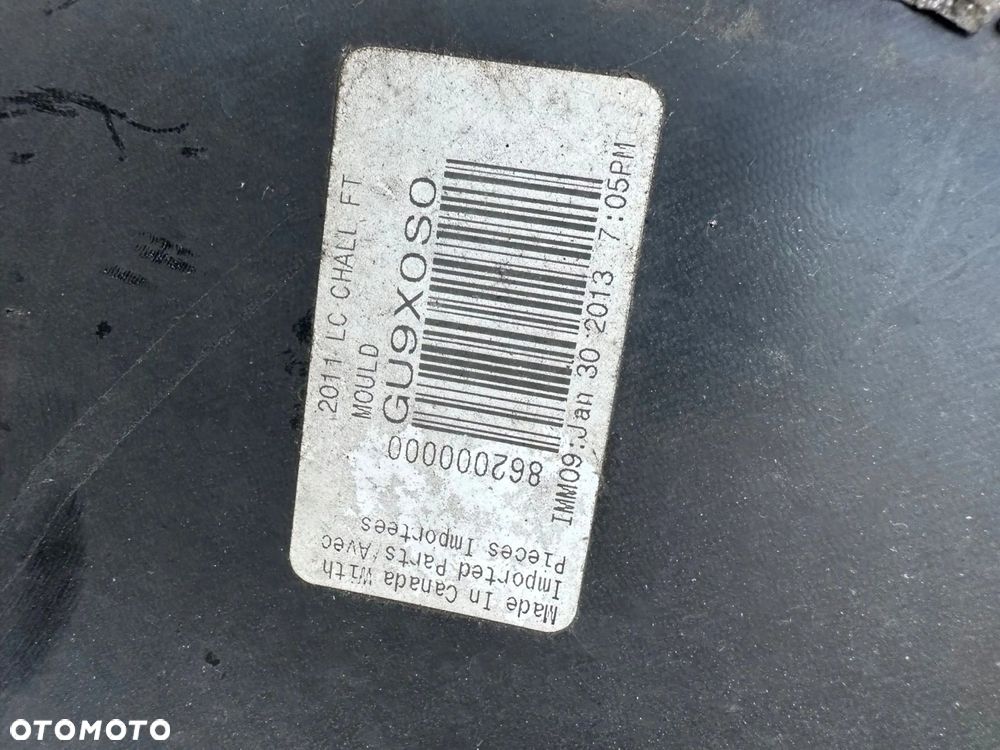 2011 LC CHALL FT
MOULD
GU9XOSO
IMM09:Jan 30 2013 7:05PM
862000000
Made In Canada With
Imported Parts/Avec
Pieces Importees
OTOMOTO